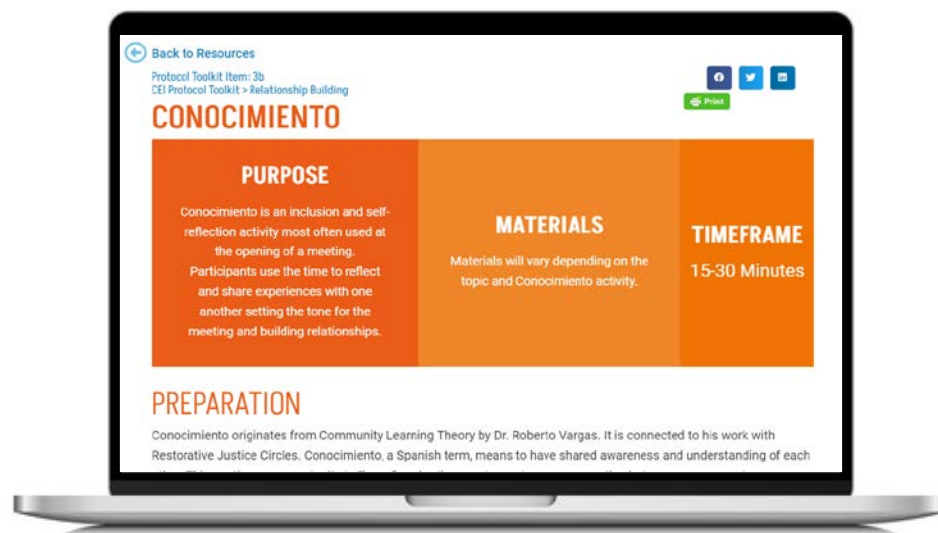 Back to Resources
Protocol Toolkit Item: 3b
CEI Protocol Toolkit > Relationship Building
Print
CONOCIMIENTO
PURPOSE
Conocimiento is an inclusion and self-
reflection activity most often used at
the opening of a meeting.
Participants use the time to reflect
and share experiences with one
another setting the tone for the
meeting and building relationships.
MATERIALS
Materials will vary depending on the
topic and Conocimiento activity.
TIMEFRAME
15-30 Minutes
PREPARATION
Conocimiento originates from Community Learning Theory by Dr. Roberto Vargas. It is connected to his work with
Restorative Justice Circles. Conocimiento, a Spanish term, means to have shared awareness and understanding of each